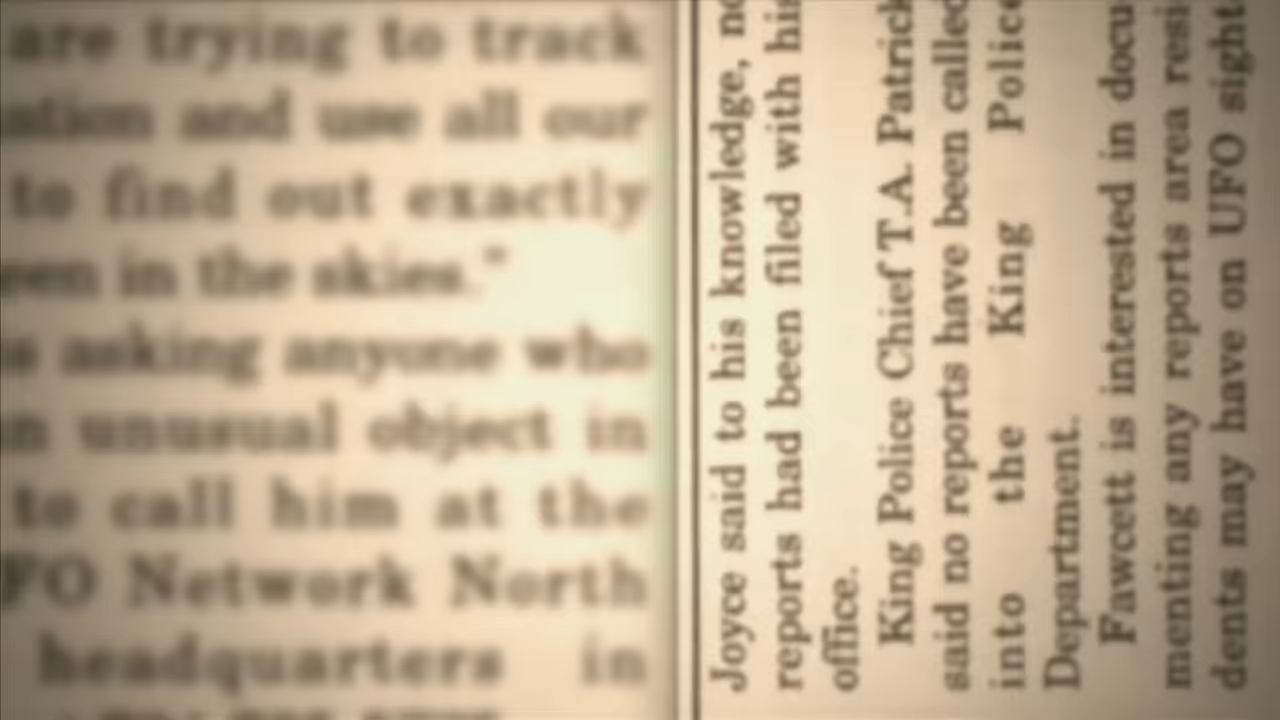 are trying to track
ation and use all our
to find out exactly
een in the skies."
s asking anyone who
n unusual object in
to call him at the
FO Network North
headquarters in
Joyce said to his knowledge, no
reports had been filed with his
office.
King Police Chief T.A. Patrick
said no reports have been called
into the King Police
Department.
Fawcett is interested in docu
menting any reports area resi
dents may have on UFO sight